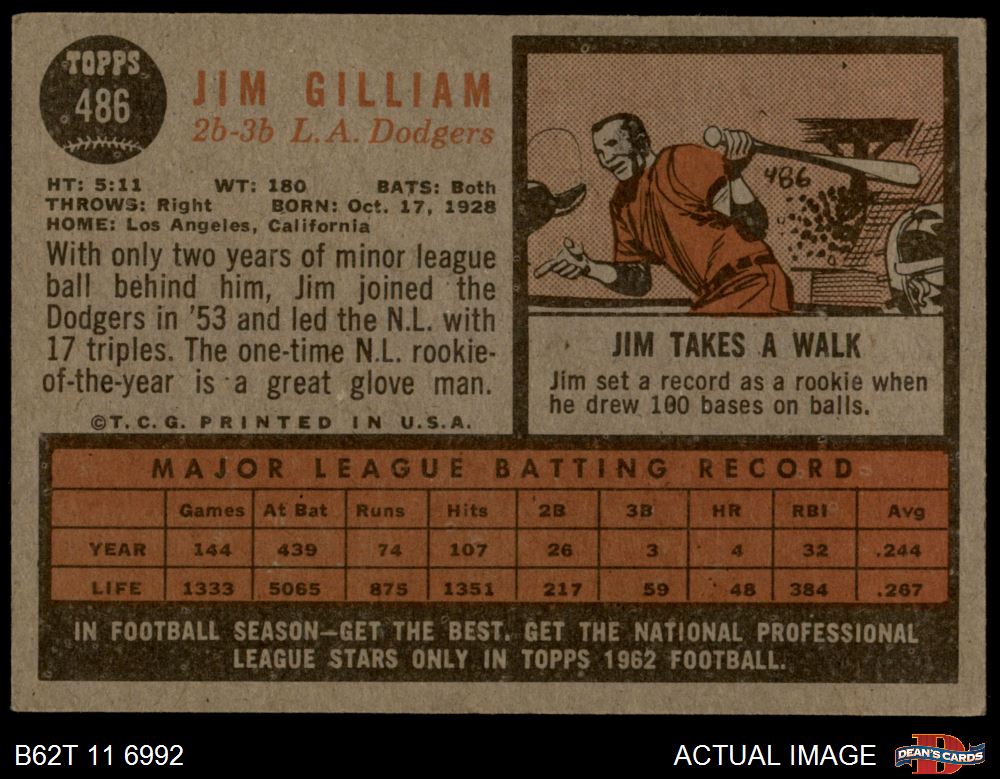 TOPPS
486
JIM GILLIAM
2b-3b L.A. Dodgers
HT: 5:11 WT: 180 BATS: Both
THROWS: Right BORN: Oct. 17, 1928
HOME: Los Angeles, California
With only two years of minor league
ball behind him, Jim joined the
Dodgers in '53 and led the N.L. with
17 triples. The one-time N.L. rookie-
of-the-year is a great glove man.
©T.C.G. PRINTED IN U.S.A.
486
JIM TAKES A WALK
Jim set a record as a rookie when
he drew 100 bases on balls.
MAJOR LEAGUE BATTING RECORD
Games At Bat Runs Hits 2B 3B HR RBI Avg
YEAR 144 439 74 107 26 3 4 32 .244
LIFE 1333 5065 875 1351 217 59 48 384 .267
IN FOOTBALL SEASON—GET THE BEST. GET THE NATIONAL PROFESSIONAL
LEAGUE STARS ONLY IN TOPPS 1962 FOOTBALL.
B62T 11 6992 ACTUAL IMAGE
DEAN'S CARDS